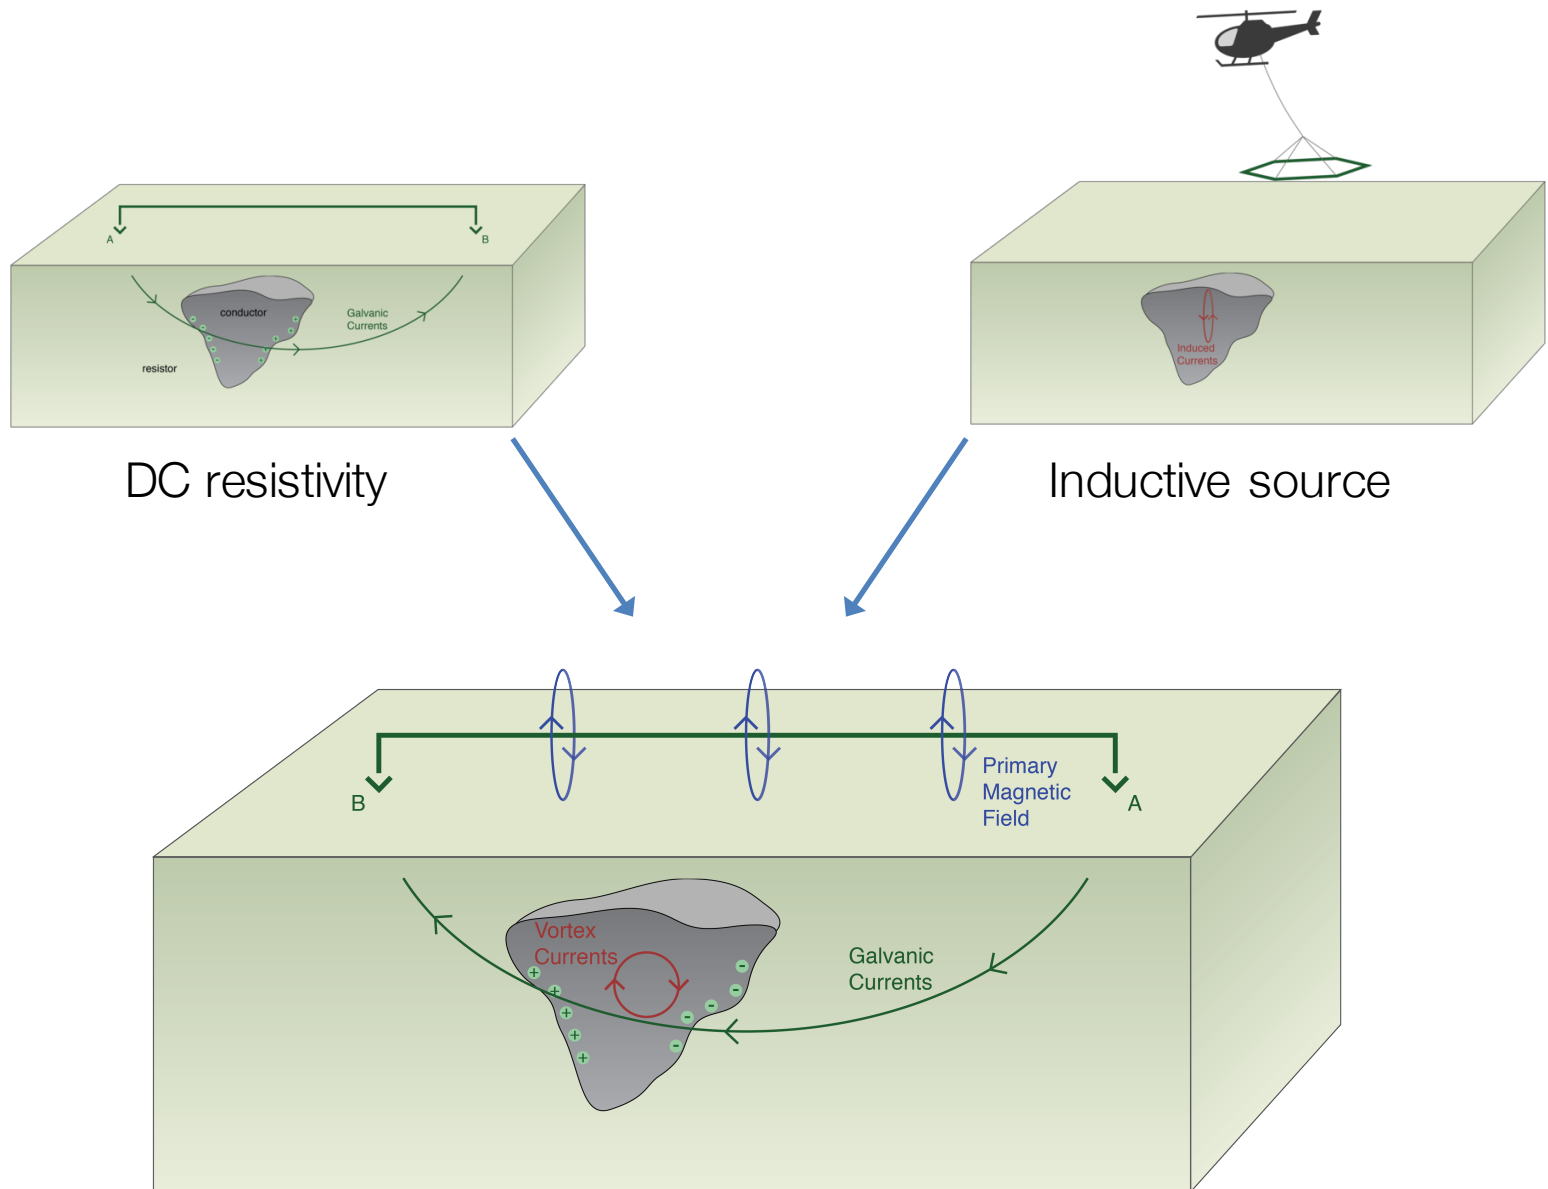 A
B
conductor
Galvanic
Currents
resistor
Induced
Currents
DC resistivity
Inductive source
Primary
Magnetic
Field
B
A
Vortex
Currents
Galvanic
Currents
+
+
+
+
+
-
-
-
-
-